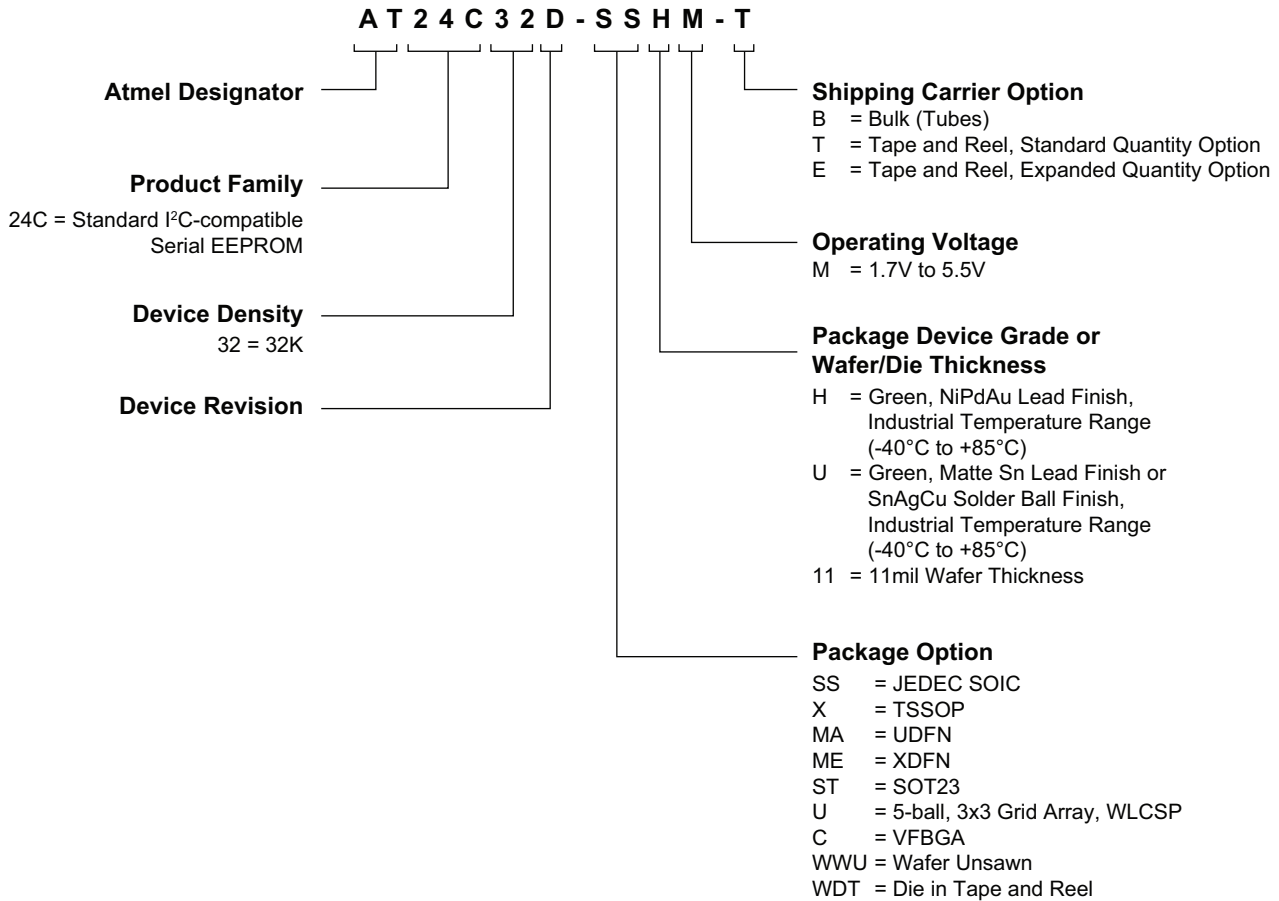 A T 2 4 C 3 2 D - S S H M - T
Atmel Designator
Product Family
24C = Standard I²C-compatible
Serial EEPROM
Device Density
32 = 32K
Device Revision
Shipping Carrier Option
B = Bulk (Tubes)
T = Tape and Reel, Standard Quantity Option
E = Tape and Reel, Expanded Quantity Option
Operating Voltage
M = 1.7V to 5.5V
Package Device Grade or
Wafer/Die Thickness
H = Green, NiPdAu Lead Finish,
Industrial Temperature Range
(-40°C to +85°C)
U = Green, Matte Sn Lead Finish or
SnAgCu Solder Ball Finish,
Industrial Temperature Range
(-40°C to +85°C)
11 = 11mil Wafer Thickness
Package Option
SS = JEDEC SOIC
X = TSSOP
MA = UDFN
ME = XDFN
ST = SOT23
U = 5-ball, 3x3 Grid Array, WLCSP
C = VFBGA
WWU = Wafer Unsawn
WDT = Die in Tape and Reel